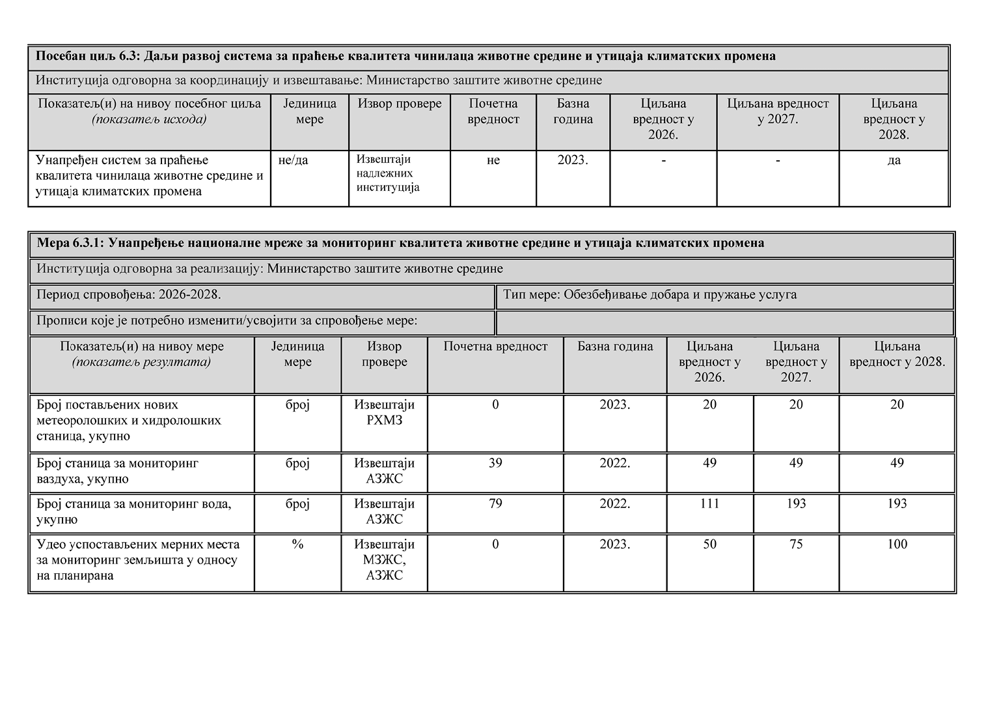 Посебан циљ 6.3: Даљи развој система за праћење квалитета чинилаца животне средине и утицаја климатских промена
Институција одговорна за координацију и извештавање: Министарство заштите животне средине
Показатељ(и) на нивоу посебног циља
(показатељ исхода)
Јединица
мере
Извор провере
Почетна
вредност
Базна
година
Циљана
вредност у
2026.
Циљана вредност
у 2027.
Циљана
вредност у
2028.
Унапређен систем за праћење
квалитета чинилаца животне средине и
утицаја климатских промена
не/да
Извештаји
надлежних
институција
не
2023.
-
-
да
Мера 6.3.1: Унапређење националне мреже за мониторинг квалитета животне средине и утицаја климатских промена
Институција одговорна за реализацију: Министарство заштите животне средине
Период спровођења: 2026-2028.
Тип мере: Обезбеђивање добара и пружање услуга
Прописи које је потребно изменити/усвојити за спровођење мере:
Показатељ(и) на нивоу мере
(показатељ резултата)
Јединица
мере
Извор
провере
Почетна вредност
Базна година
Циљана
вредност у
2026.
Циљана
вредност у
2027.
Циљана
вредност у 2028.
Број постављених нових
метеоролошких и хидролошких
станица, укупно
број
Извештаји
РХМЗ
0
2023.
20
20
20
Број станица за мониторинг
ваздуха, укупно
број
Извештаји
АЗЖС
39
2022.
49
49
49
Број станица за мониторинг вода,
укупно
број
Извештаји
АЗЖС
79
2022.
111
193
193
Удео успостављених мерних места
за мониторинг земљишта у односу
на планирана
%
Извештаји
МЗЖС,
АЗЖС
0
2023.
50
75
100